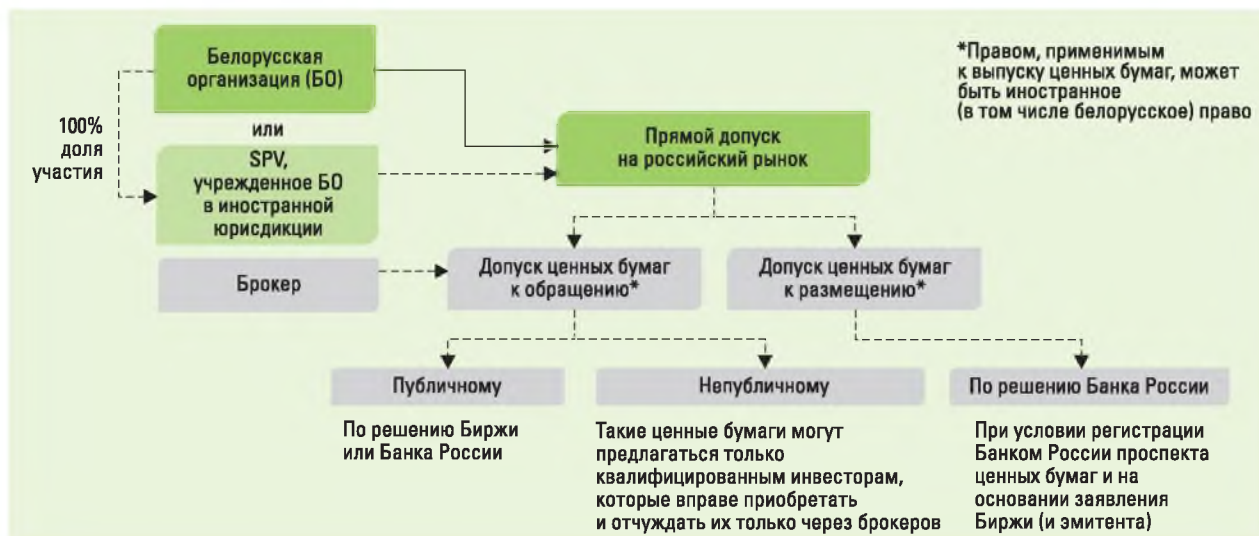 Белорусская
организация (БО)
*Правом, применимым
к выпуску ценных бумаг, может
быть иностранное
(в том числе белорусское) право
100%
доля
участия
или
SPV,
учрежденное БО
в иностранной
юрисдикции
Прямой допуск
на российский рынок
Брокер
Допуск ценных бумаг
к обращению*
Допуск ценных бумаг
к размещению*
Публичному
Непубличному
По решению Банка России
По решению Биржи
или Банка России
Такие ценные бумаги могут
предлагаться только
квалифицированным инвесторам,
которые вправе приобретать
и отчуждать их только через брокеров
При условии регистрации
Банком России проспекта
ценных бумаг и на
основании заявления
Биржи (и эмитента)